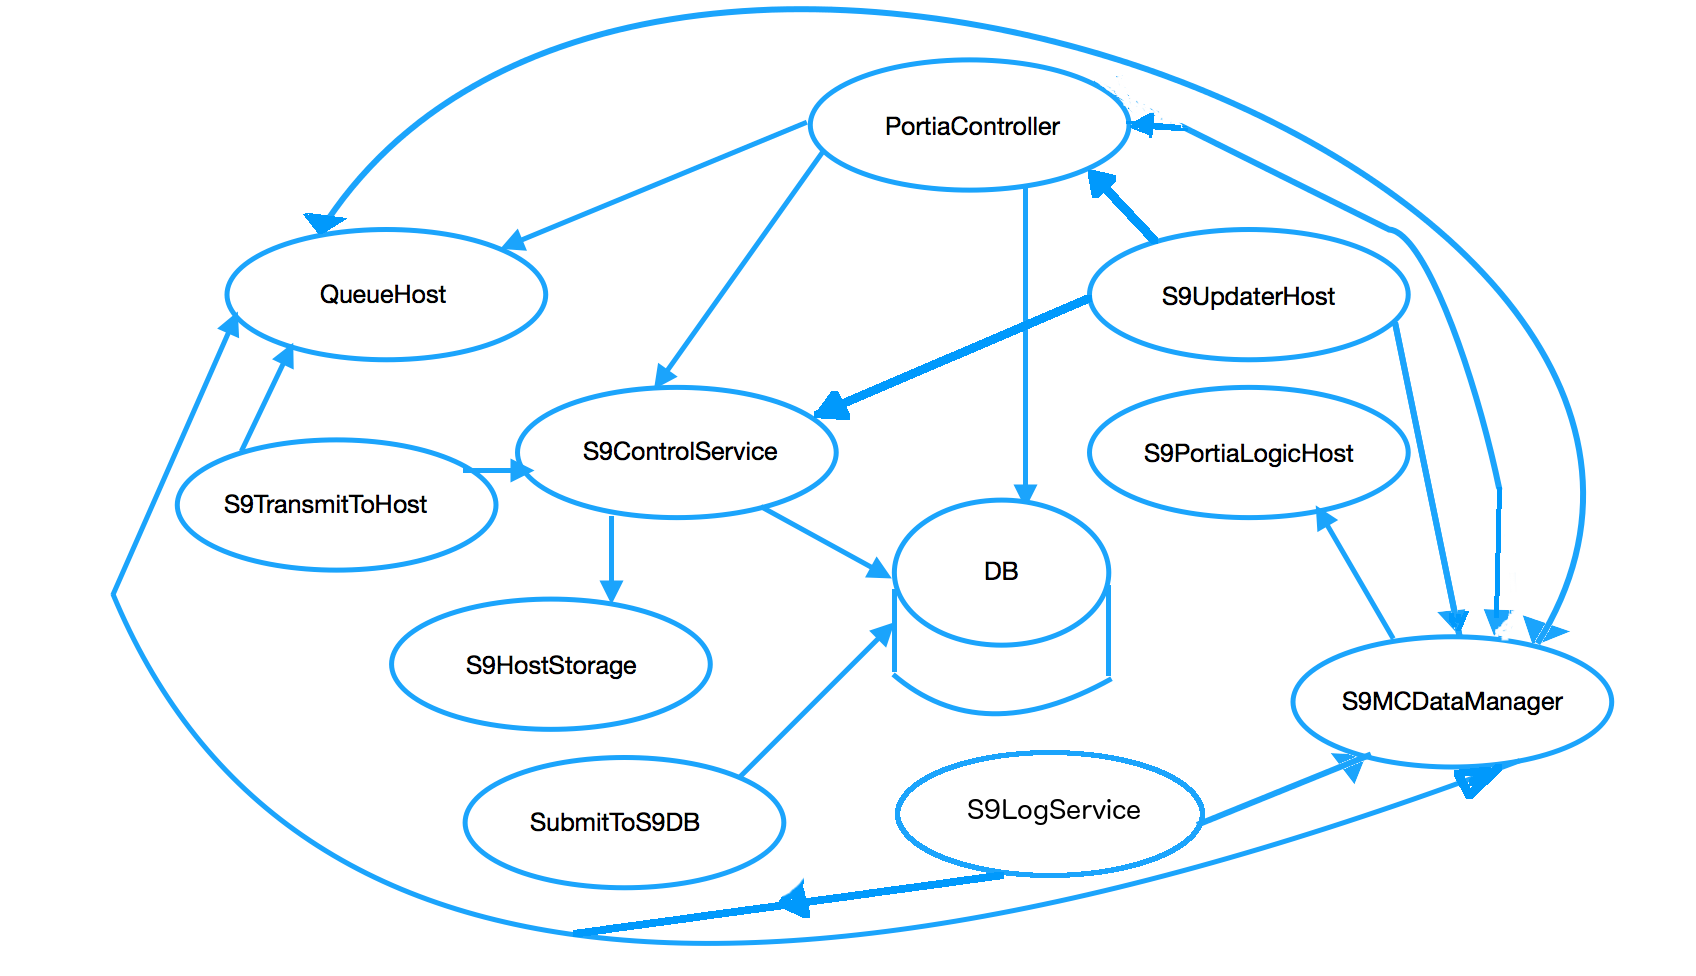 PortiaController
QueueHost
S9UpdaterHost
S9ControlService
S9PortiaLogicHost
S9TransmitToHost
DB
S9HostStorage
S9MCDataManager
S9LogService
SubmitToS9DB